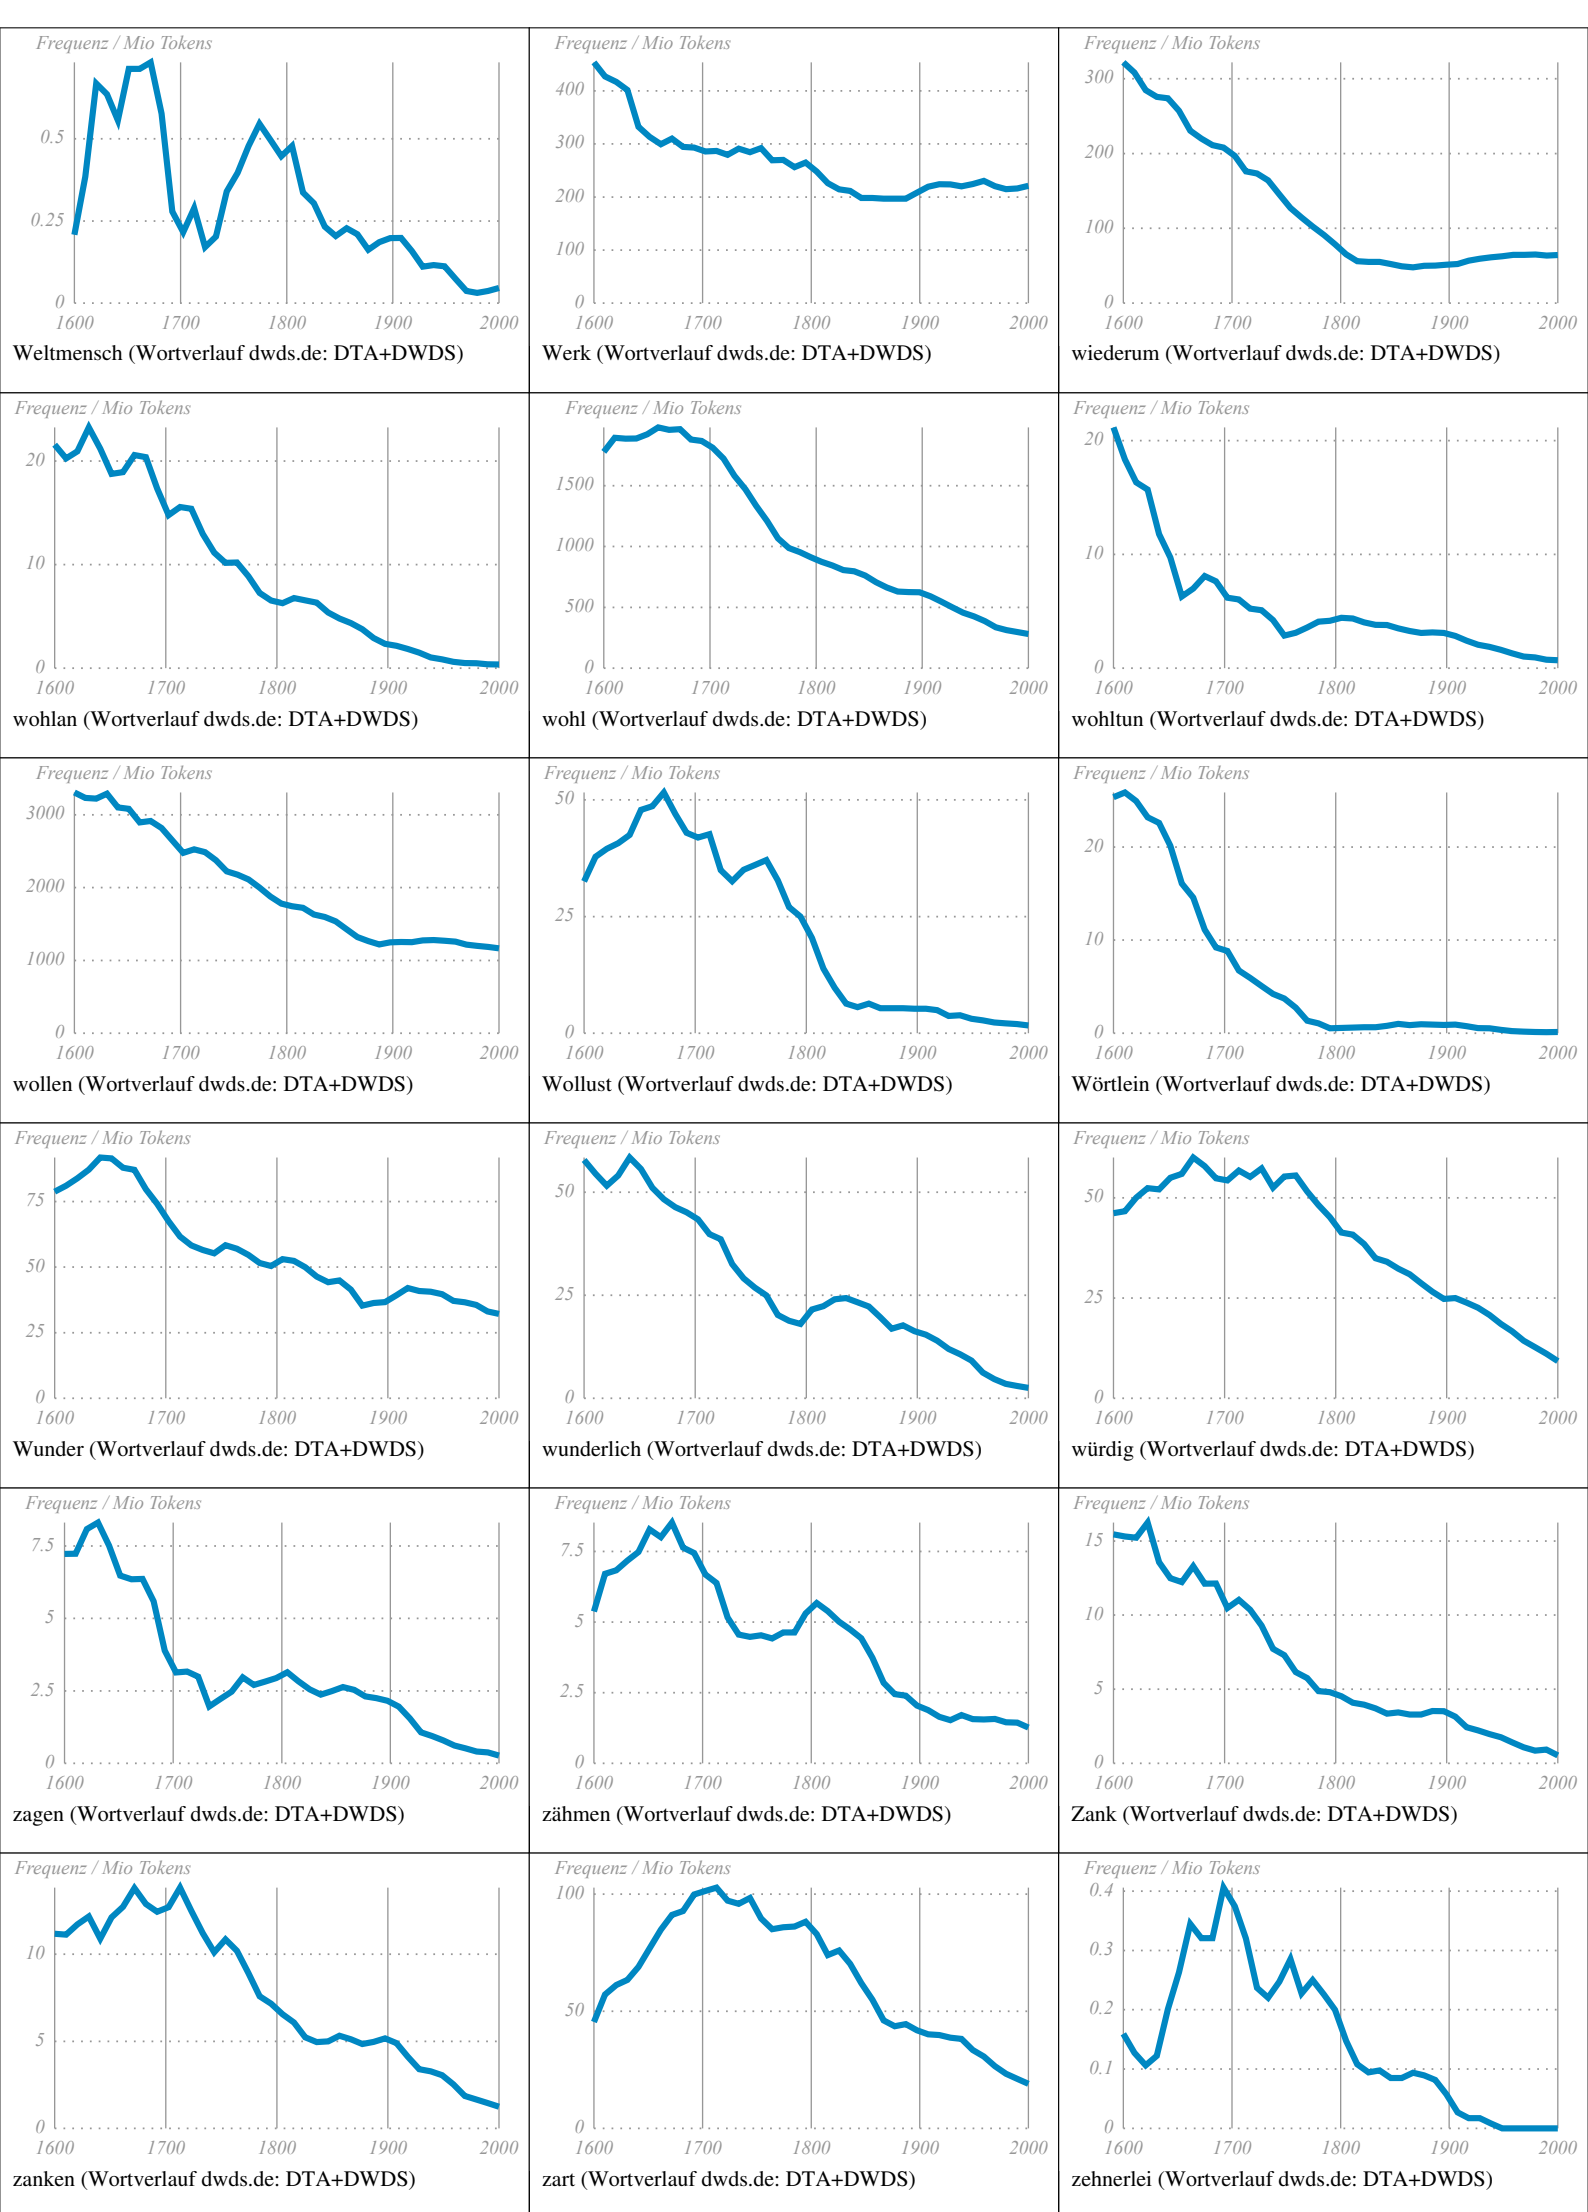 Frequenz / Mio Tokens
0.5
0.25
0
1600 1700 1800 1900 2000
Weltmensch (Wortverlauf dwds.de: DTA+DWDS)
Frequenz / Mio Tokens
400
300
200
100
0
1600 1700 1800 1900 2000
Werk (Wortverlauf dwds.de: DTA+DWDS)
Frequenz / Mio Tokens
300
200
100
0
1600 1700 1800 1900 2000
wiederum (Wortverlauf dwds.de: DTA+DWDS)
Frequenz / Mio Tokens
20
10
0
1600 1700 1800 1900 2000
wohlan (Wortverlauf dwds.de: DTA+DWDS)
Frequenz / Mio Tokens
1500
1000
500
0
1600 1700 1800 1900 2000
wohl (Wortverlauf dwds.de: DTA+DWDS)
Frequenz / Mio Tokens
20
10
0
1600 1700 1800 1900 2000
wohltun (Wortverlauf dwds.de: DTA+DWDS)
Frequenz / Mio Tokens
3000
2000
1000
0
1600 1700 1800 1900 2000
wollen (Wortverlauf dwds.de: DTA+DWDS)
Frequenz / Mio Tokens
50
25
0
1600 1700 1800 1900 2000
Wollust (Wortverlauf dwds.de: DTA+DWDS)
Frequenz / Mio Tokens
20
10
0
1600 1700 1800 1900 2000
Wörtlein (Wortverlauf dwds.de: DTA+DWDS)
Frequenz / Mio Tokens
75
50
25
0
1600 1700 1800 1900 2000
Wunder (Wortverlauf dwds.de: DTA+DWDS)
Frequenz / Mio Tokens
50
25
0
1600 1700 1800 1900 2000
wunderlich (Wortverlauf dwds.de: DTA+DWDS)
Frequenz / Mio Tokens
50
25
0
1600 1700 1800 1900 2000
würdig (Wortverlauf dwds.de: DTA+DWDS)
Frequenz / Mio Tokens
7.5
5
2.5
0
1600 1700 1800 1900 2000
zagen (Wortverlauf dwds.de: DTA+DWDS)
Frequenz / Mio Tokens
7.5
5
2.5
0
1600 1700 1800 1900 2000
zähmen (Wortverlauf dwds.de: DTA+DWDS)
Frequenz / Mio Tokens
15
10
5
0
1600 1700 1800 1900 2000
Zank (Wortverlauf dwds.de: DTA+DWDS)
Frequenz / Mio Tokens
10
5
0
1600 1700 1800 1900 2000
zanken (Wortverlauf dwds.de: DTA+DWDS)
Frequenz / Mio Tokens
100
50
0
1600 1700 1800 1900 2000
zart (Wortverlauf dwds.de: DTA+DWDS)
Frequenz / Mio Tokens
0.4
0.3
0.2
0.1
0
1600 1700 1800 1900 2000
zehnerlei (Wortverlauf dwds.de: DTA+DWDS)